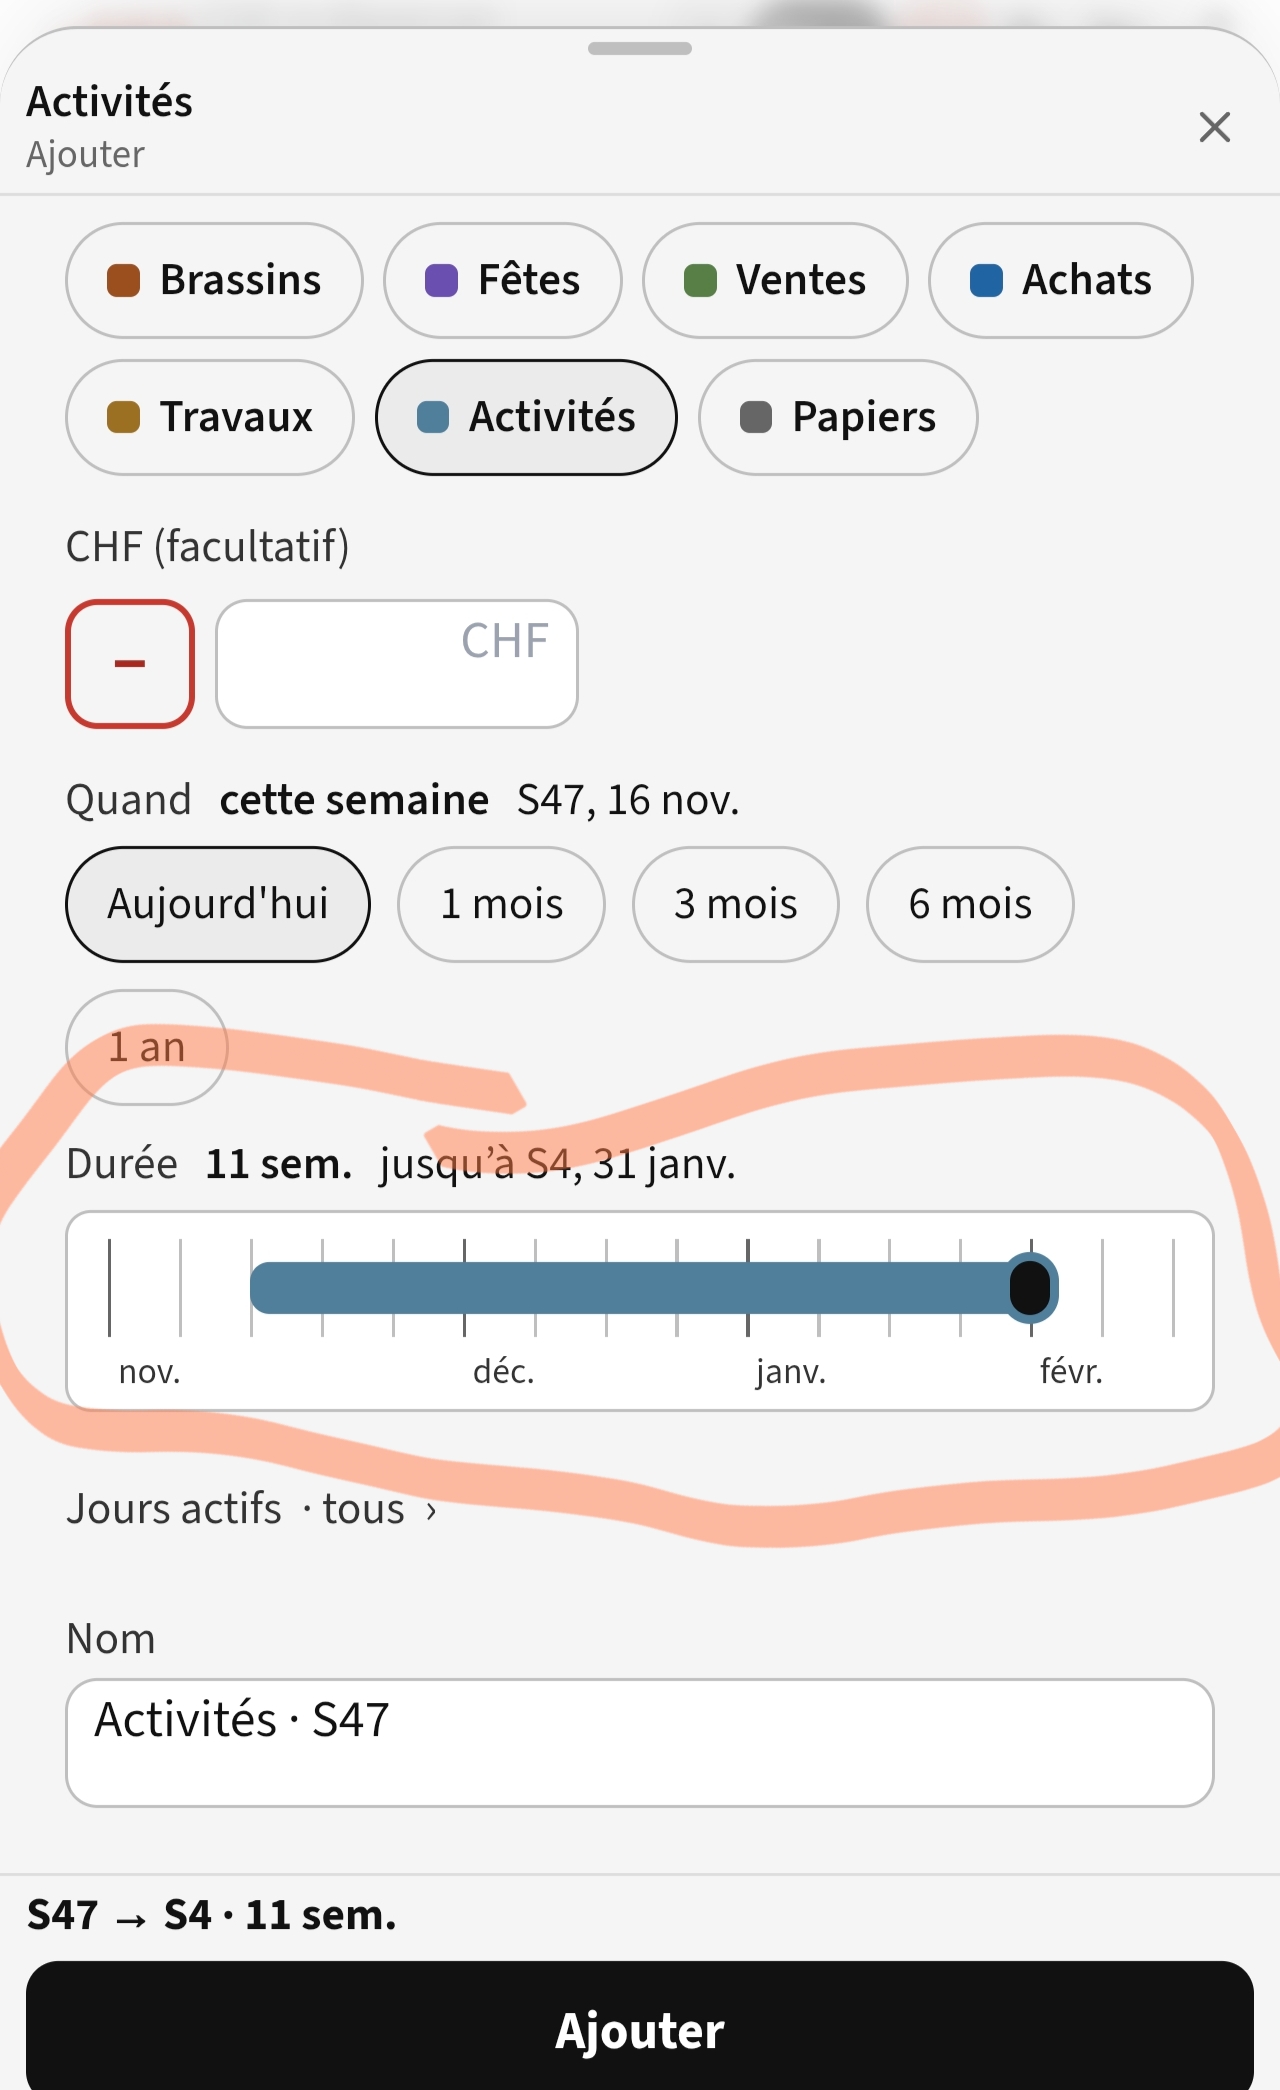 Activités
Ajouter
Brassins Fêtes Ventes Achats
Travaux Activités Papiers
CHF (facultatif)
– CHF
Quand cette semaine S47, 16 nov.
Aujourd'hui 1 mois 3 mois 6 mois
1 an
Durée 11 sem. jusqu’à S4, 31 janv.
nov. déc. janv. févr.
Jours actifs · tous ›
Nom
Activités · S47
S47 → S4 · 11 sem.
Ajouter